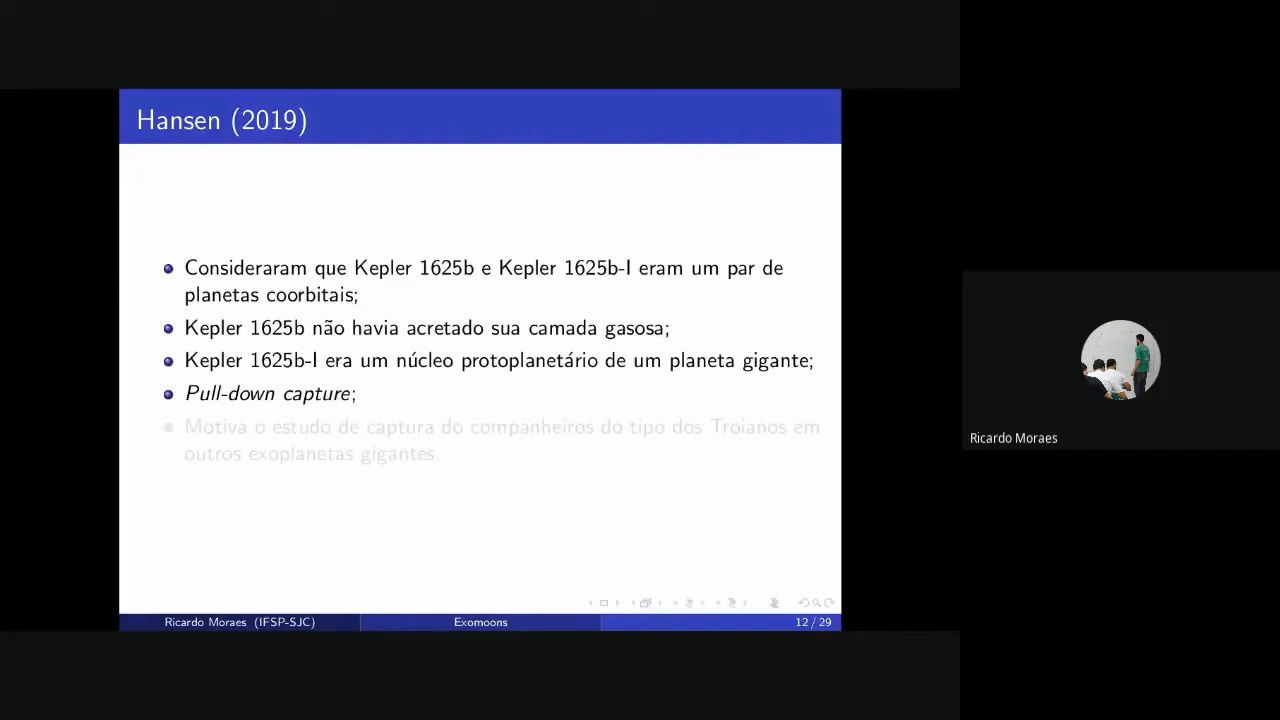 Hansen (2019)
Consideraram que Kepler 1625b e Kepler 1625b-I eram um par de
planetas coorbitais;
Kepler 1625b não havia acretado sua camada gasosa;
Kepler 1625b-I era um núcleo protoplanetário de um planeta gigante;
Pull-down capture;
Motiva o estudo de captura do companheiros do tipo dos Troianos em
outros exoplanetas gigantes.
Ricardo Moraes (IFSP-SJC)
Exomoons
12 / 29
Ricardo Moraes